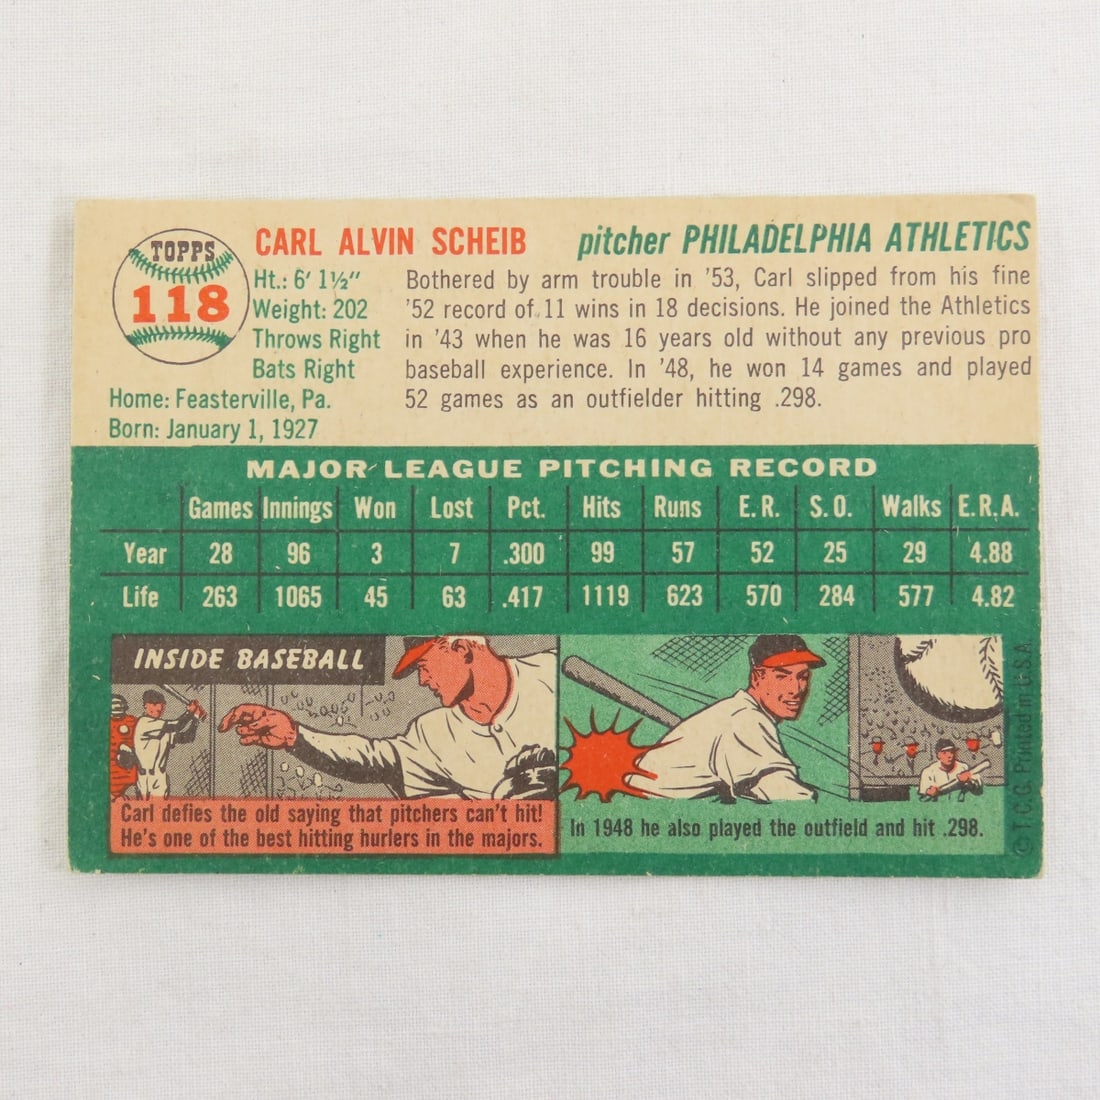 TOPPS
118
CARL ALVIN SCHEIB
pitcher PHILADELPHIA ATHLETICS
Ht.: 6' 1½"
Weight: 202
Throws Right
Bats Right
Home: Feasterville, Pa.
Born: January 1, 1927
Bothered by arm trouble in '53, Carl slipped from his fine
'52 record of 11 wins in 18 decisions. He joined the Athletics
in '43 when he was 16 years old without any previous pro
baseball experience. In '48, he won 14 games and played
52 games as an outfielder hitting .298.
MAJOR LEAGUE PITCHING RECORD
Games Innings Won Lost Pct. Hits Runs E.R. S.O. Walks E.R.A.
Year 28 96 3 7 .300 99 57 52 25 29 4.88
Life 263 1065 45 63 .417 1119 623 570 284 577 4.82
INSIDE BASEBALL
Carl defies the old saying that pitchers can't hit!
He's one of the best hitting hurlers in the majors.
In 1948 he also played the outfield and hit .298.
© T.C.G. Printed in U.S.A.